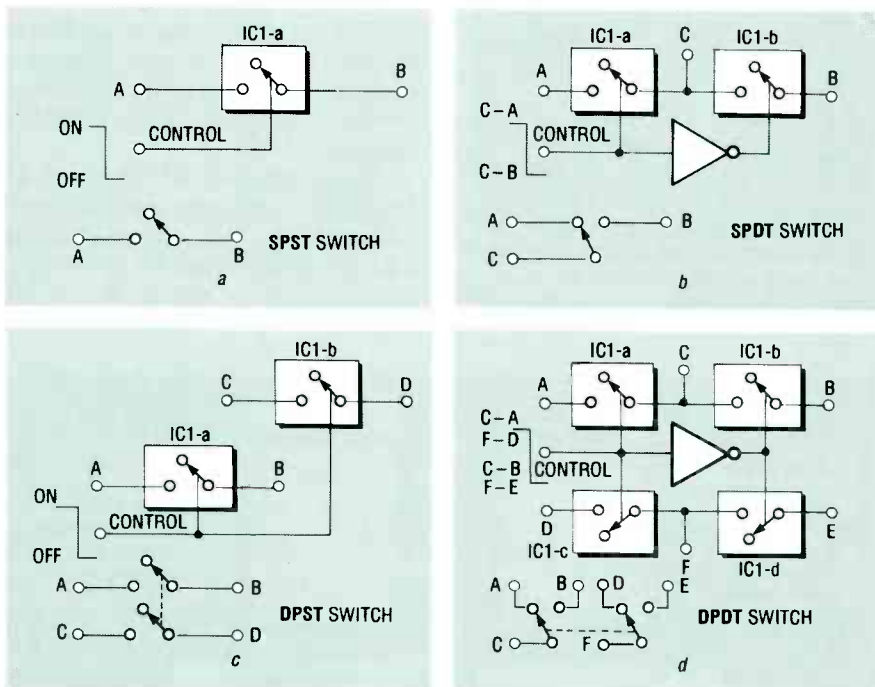 IC1-a
A
B
ON
CONTROL
OFF
A
B
SPST SWITCH
a
IC1-a
C
IC1-b
A
B
C–A
CONTROL
C–B
A
B
C
SPDT SWITCH
b
IC1-b
C
D
IC1-a
A
B
ON
CONTROL
OFF
A
B
C
D
DPST SWITCH
c
IC1-a
C
IC1-b
A
B
C–A
F–D
CONTROL
C–B
F–E
D
E
IC1-c
F
IC1-d
A
B
D
E
C
F
DPDT SWITCH
d